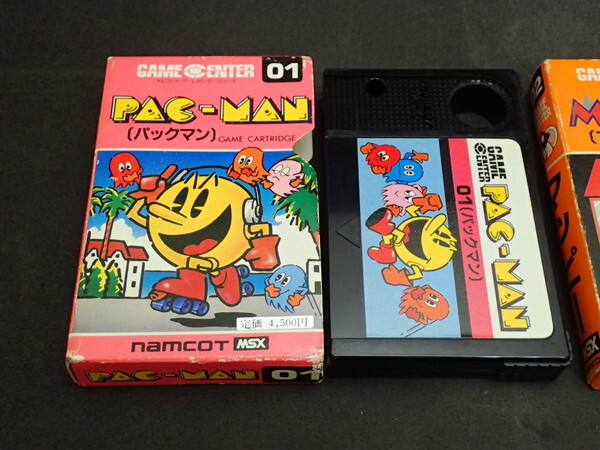 GAME CENTER 01
PAC-MAN
(パックマン) GAME CARTRIDGE
定価 4,500円
namcot MSX
PAC-MAN 01
GAME CENTER
PAC-MAN
01(パックマン)
MSX